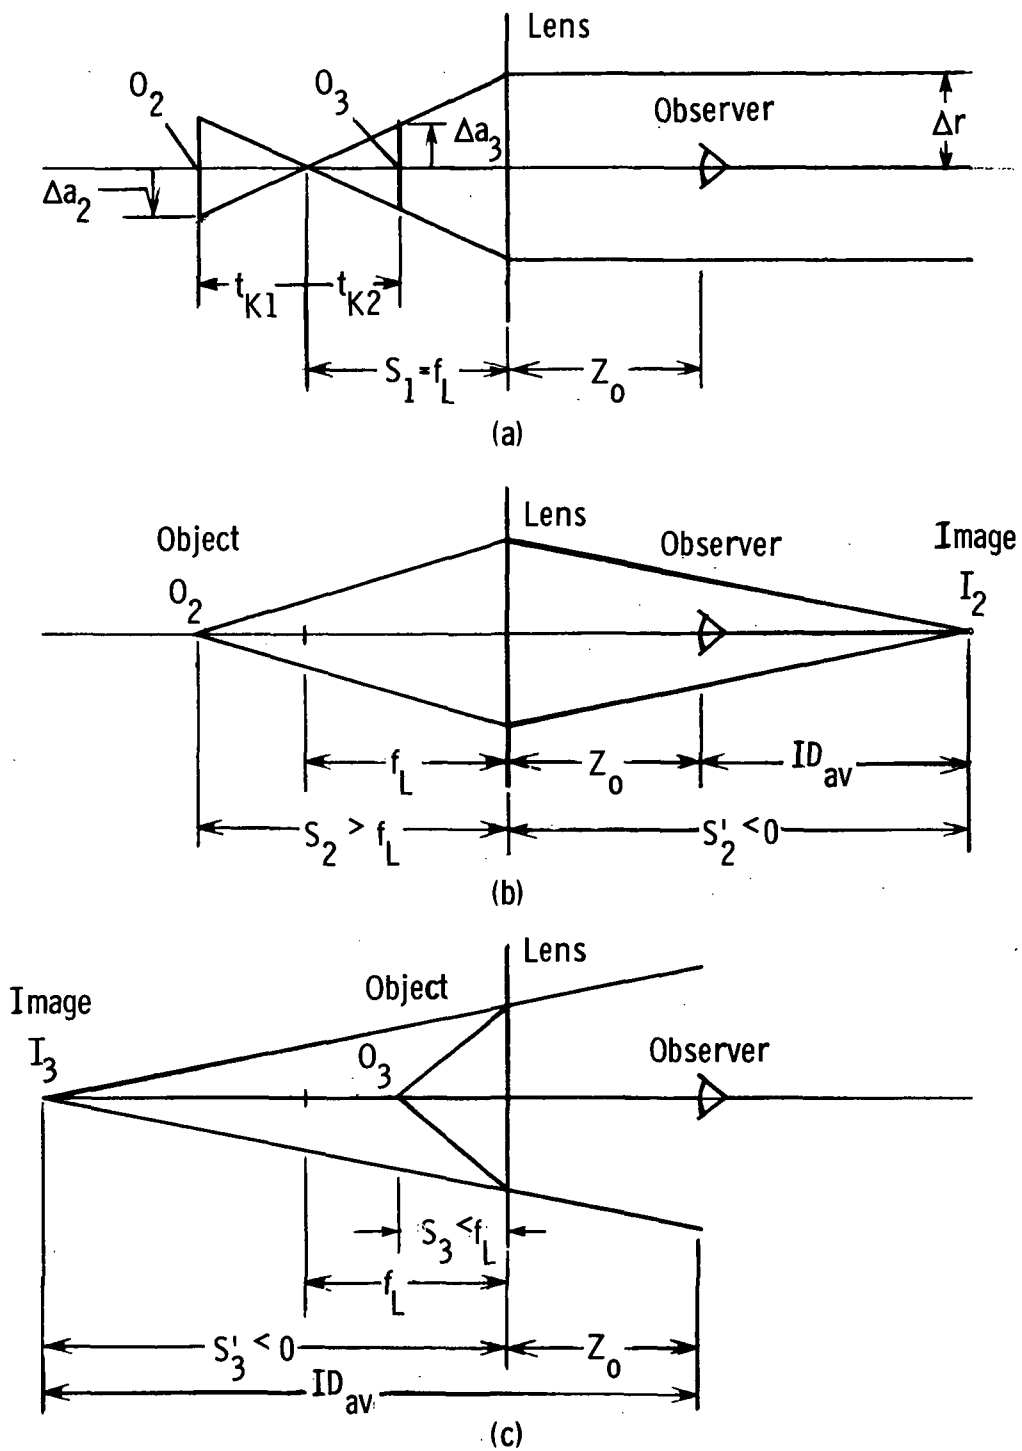 Lens
O2
O3
Observer
Δa3
Δr
Δa2
tK1
tK2
S1=fL
Zo
(a)
Lens
Object
Observer
Image
O2
I2
fL
Zo
IDav
S2 > fL
S'2 <0
(b)
Lens
Image
Object
I3
O3
Observer
S3 <fL
fL
S'3 < 0
Zo
IDav
(c)